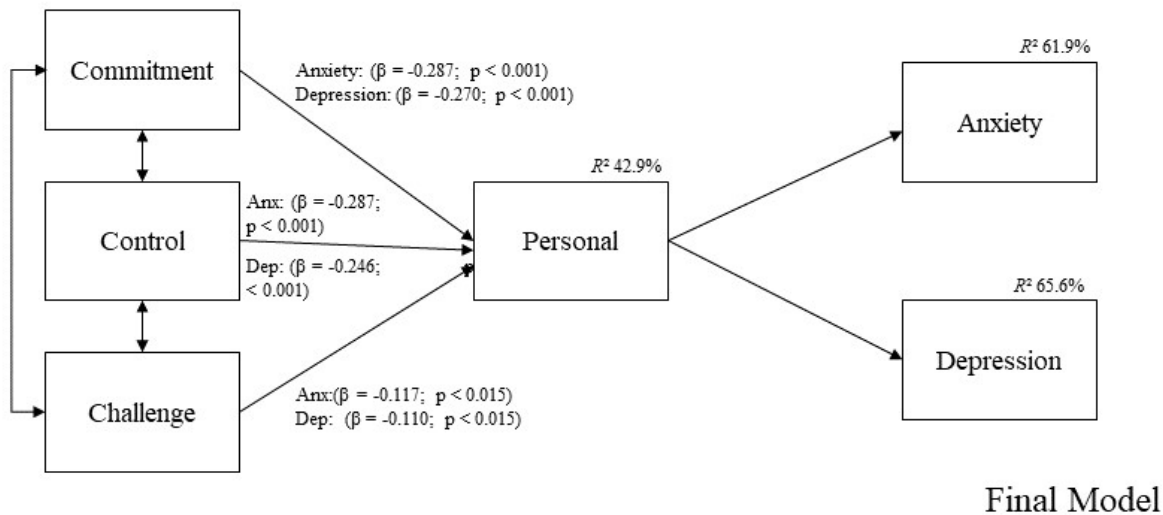 Commitment
Anxiety: (β = -0.287; p < 0.001)
Depression: (β = -0.270; p < 0.001)
R² 61.9%
Anxiety
R² 42.9%
Control
Anx: (β = -0.287;
p < 0.001)
Dep: (β = -0.246; p
< 0.001)
Personal
R² 65.6%
Depression
Challenge
Anx:(β = -0.117; p < 0.015)
Dep: (β = -0.110; p < 0.015)
Final Model